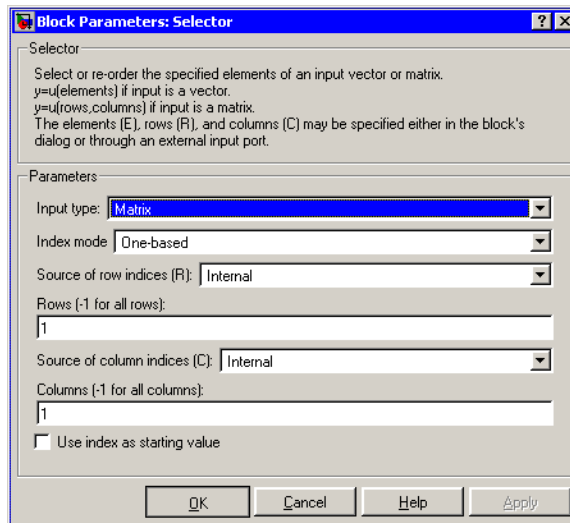 Block Parameters: Selector
Selector
Select or re-order the specified elements of an input vector or matrix.
y=u(elements) if input is a vector.
y=u(rows,columns) if input is a matrix.
The elements (E), rows (R), and columns (C) may be specified either in the block's
dialog or through an external input port.
Parameters
Input type: Matrix
Index mode One-based
Source of row indices (R): Internal
Rows (-1 for all rows):
1
Source of column indices (C): Internal
Columns (-1 for all columns):
1
Use index as starting value
OK Cancel Help Apply